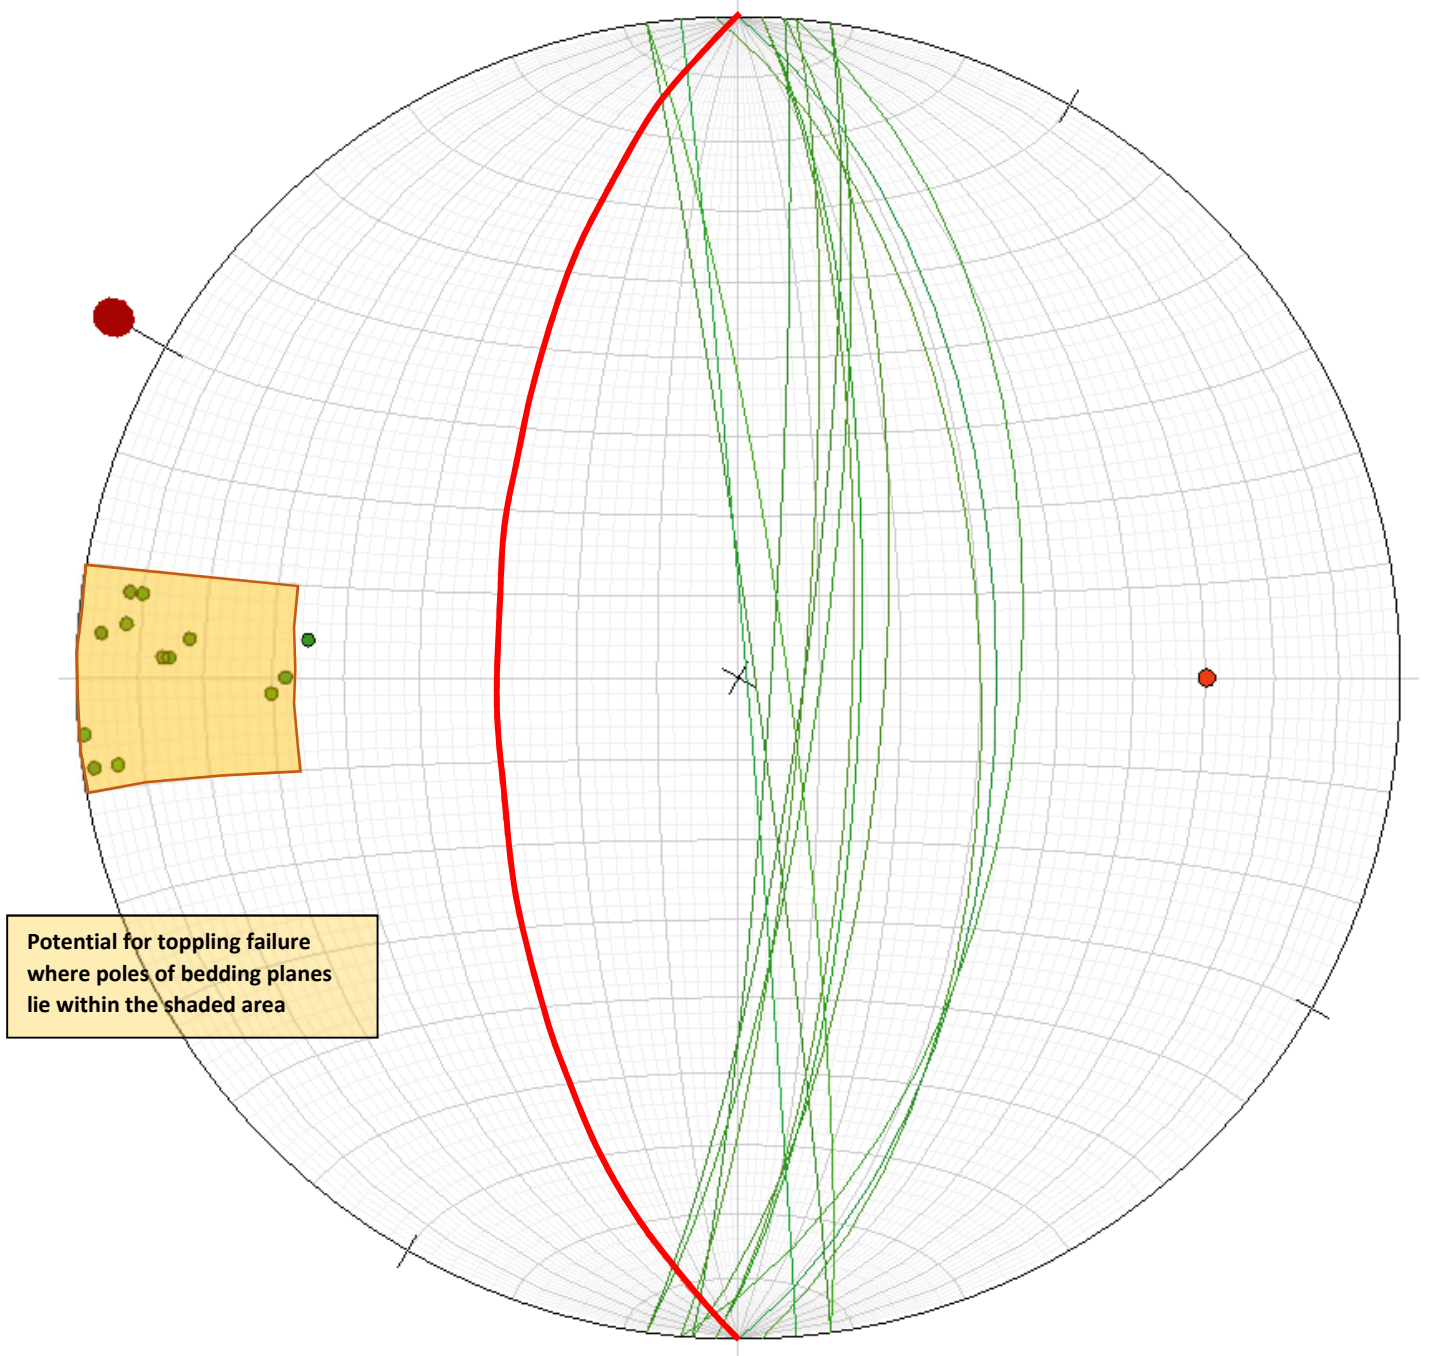 Potential for toppling failure
where poles of bedding planes
lie within the shaded area